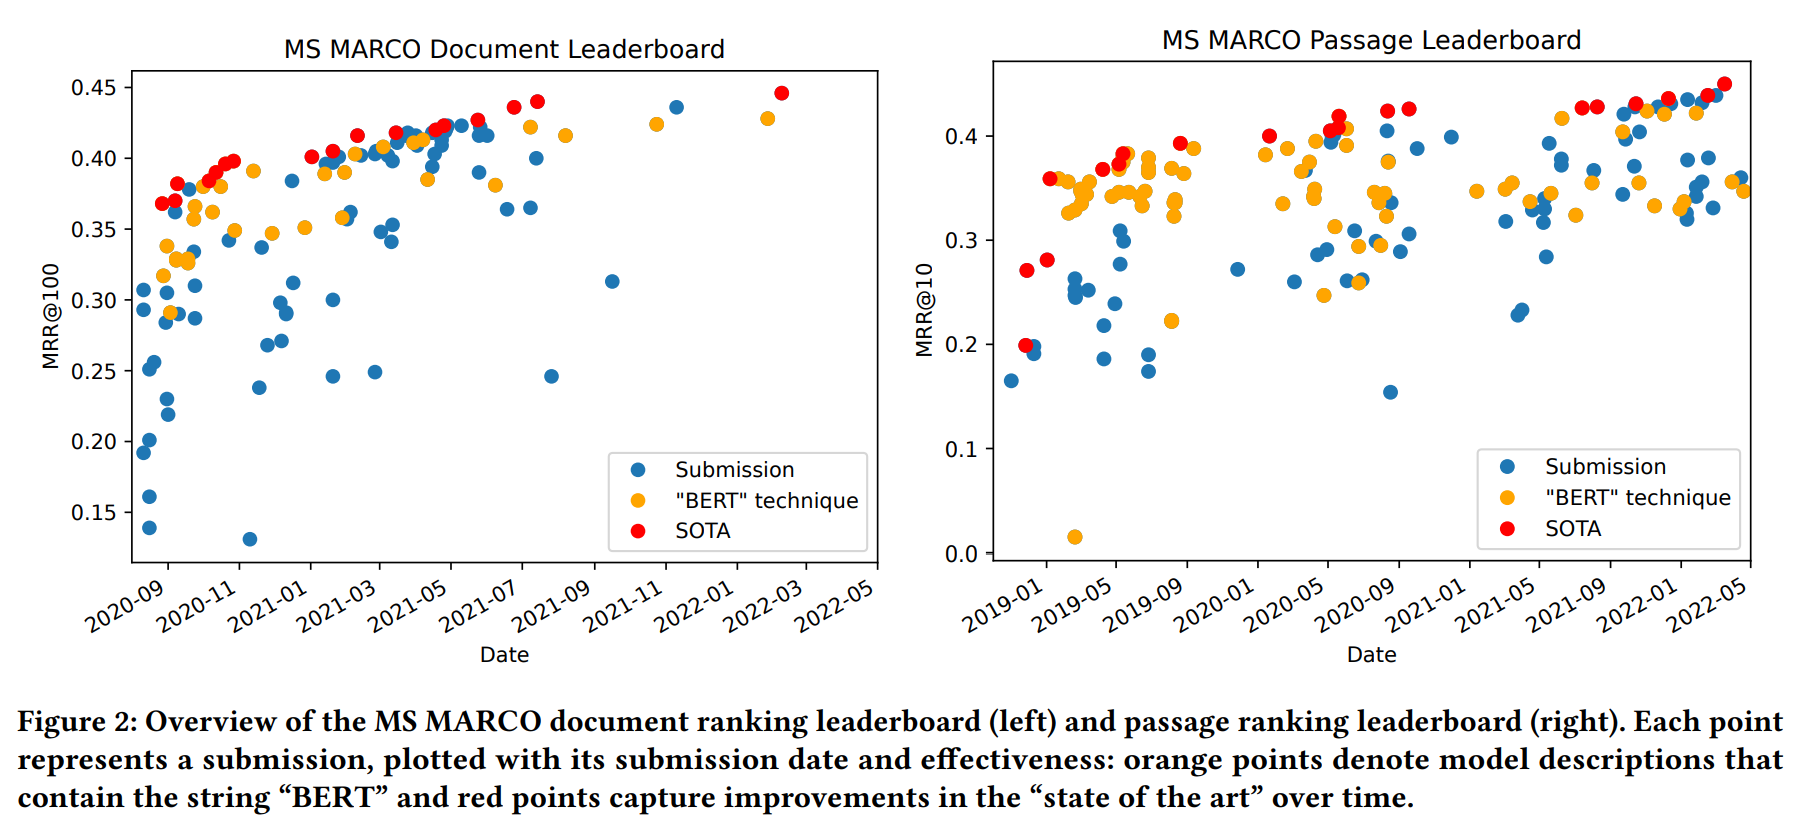 MS MARCO Document Leaderboard
0.45
0.40
0.35
0.30
0.25
0.20
0.15
MRR@100
Submission
"BERT" technique
SOTA
2020-09
2020-11
2021-01
2021-03
2021-05
2021-07
2021-09
2021-11
2022-01
2022-03
2022-05
Date
MS MARCO Passage Leaderboard
0.4
0.3
0.2
0.1
0.0
MRR@10
Submission
"BERT" technique
SOTA
2019-01
2019-05
2019-09
2020-01
2020-05
2020-09
2021-01
2021-05
2021-09
2022-01
2022-05
Date
Figure 2: Overview of the MS MARCO document ranking leaderboard (left) and passage ranking leaderboard (right). Each point
represents a submission, plotted with its submission date and effectiveness: orange points denote model descriptions that
contain the string “BERT” and red points capture improvements in the “state of the art” over time.